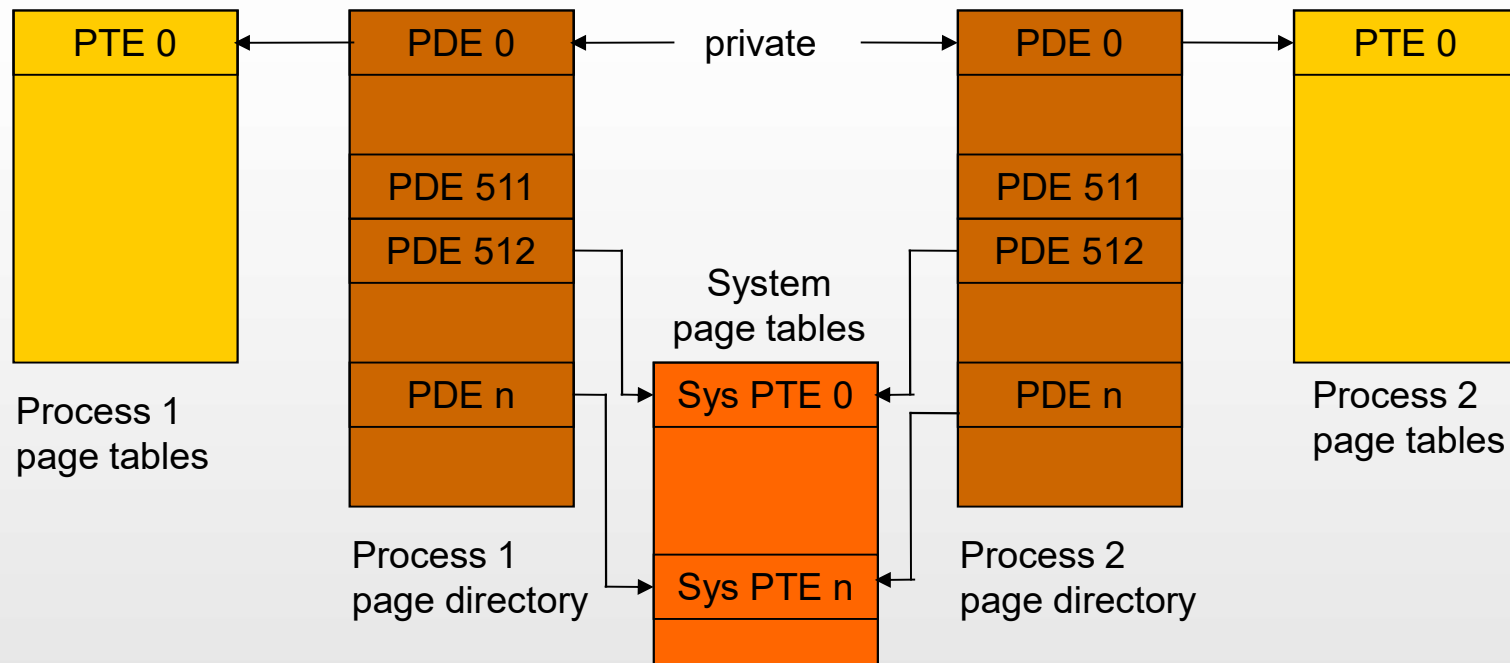 PTE 0
PDE 0
private
PDE 0
PTE 0
PDE 511
PDE 511
PDE 512
PDE 512
System
page tables
PDE n
Sys PTE 0
PDE n
Process 1
page tables
Process 2
page tables
Process 1
page directory
Sys PTE n
Process 2
page directory